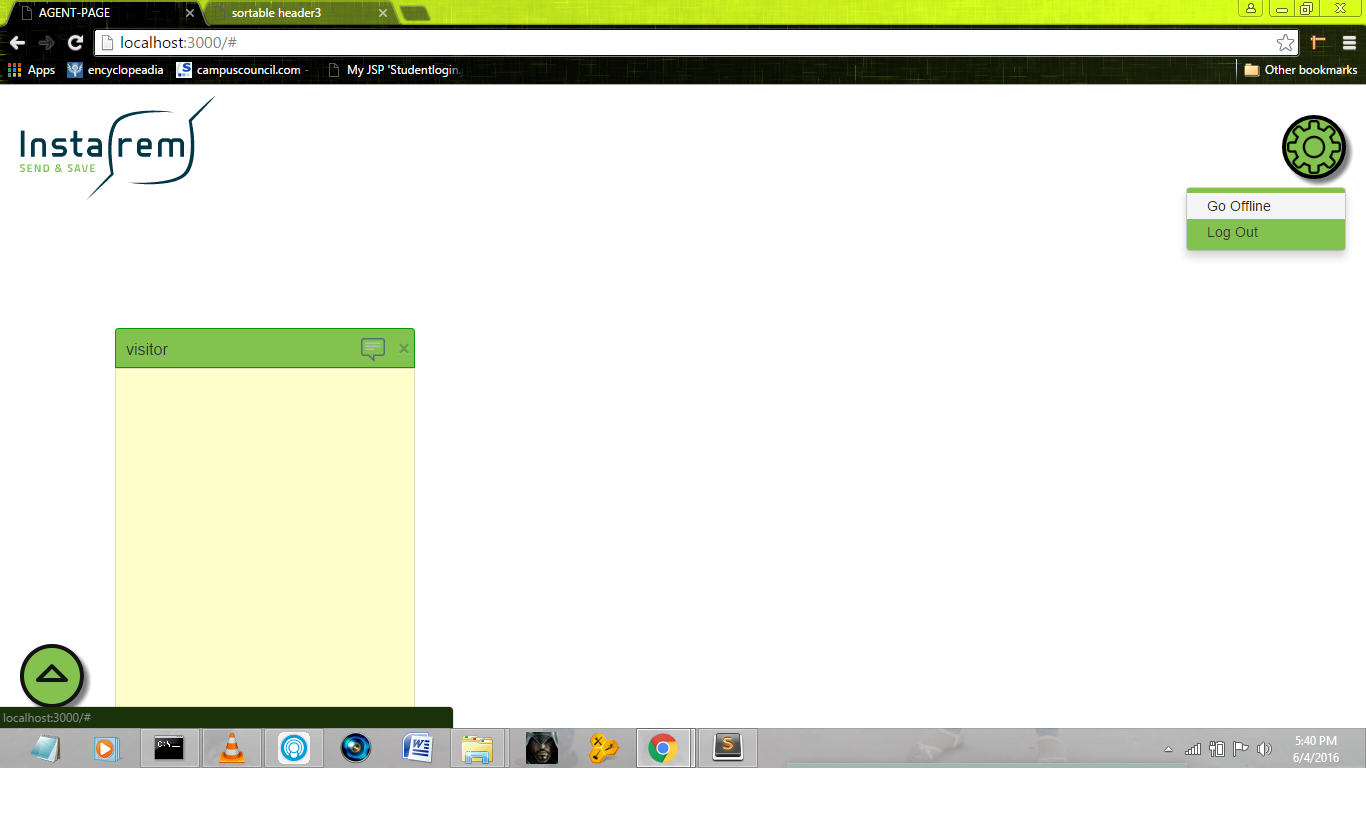 AGENT-PAGE
sortable header3
localhost:3000/#
Apps
encyclopeadia
campuscouncil.com -
My JSP 'Studentlogin.
Other bookmarks
Instarem
SEND & SAVE
Go Offline
Log Out
visitor
localhost:3000/#
C:\._
W
S
5:40 PM
6/4/2016